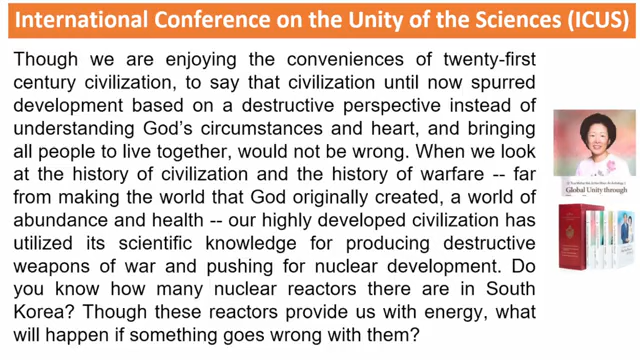 International Conference on the Unity of the Sciences (ICUS)
Though we are enjoying the conveniences of twenty-first
century civilization, to say that civilization until now spurred
development based on a destructive perspective instead of
understanding God's circumstances and heart, and bringing
all people to live together, would not be wrong. When we look
at the history of civilization and the history of warfare -- far
from making the world that God originally created, a world of
abundance and health -- our highly developed civilization has
utilized its scientific knowledge for producing destructive
weapons of war and pushing for nuclear development. Do
you know how many nuclear reactors there are in South
Korea? Though these reactors provide us with energy, what
will happen if something goes wrong with them?
Global Unity through